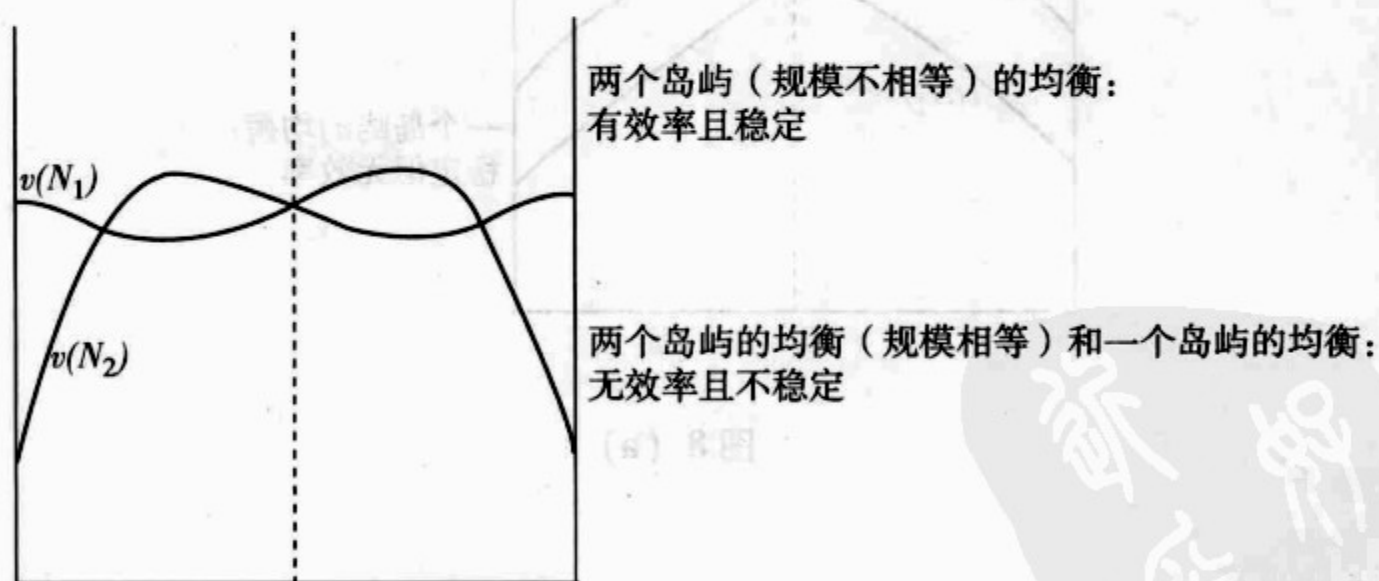 两个岛屿（规模不相等）的均衡：
有效率且稳定
v(N₁)
v(N₂)
两个岛屿的均衡（规模相等）和一个岛屿的均衡：
无效率且不稳定